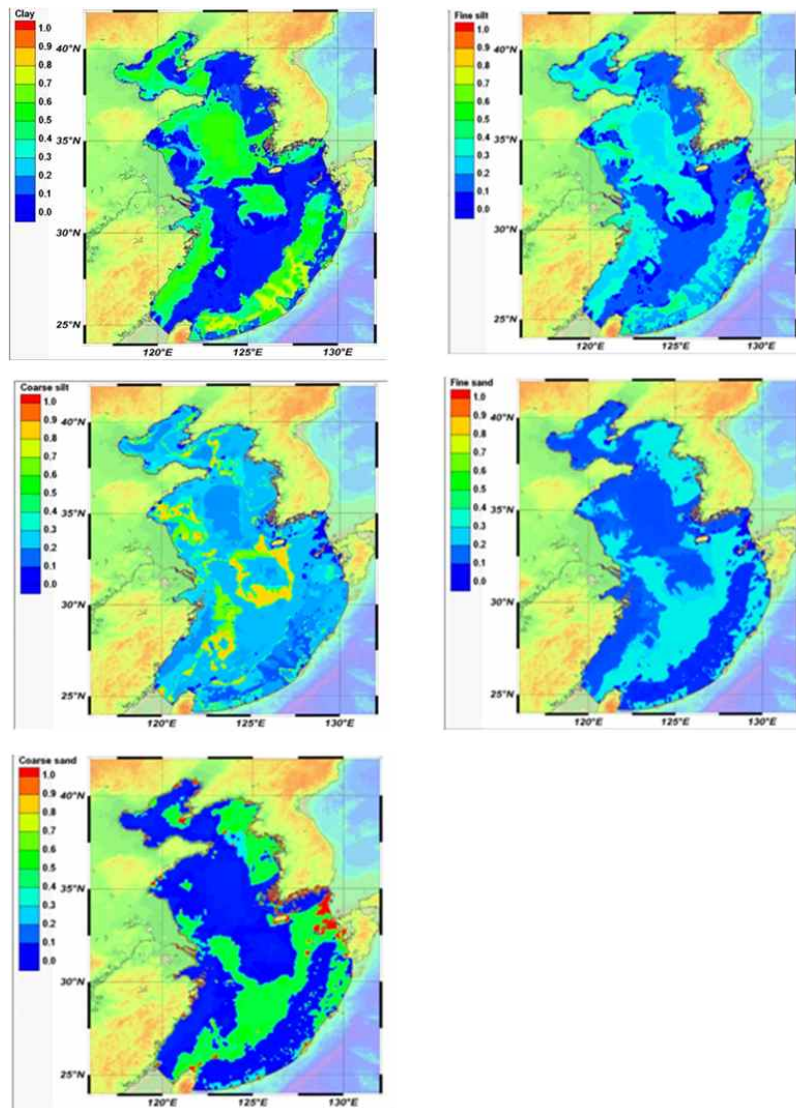 Clay
1.0
0.9
0.8
0.7
0.6
0.5
0.4
0.3
0.2
0.1
0.0
40°N
35°N
30°N
25°N
120°E
125°E
130°E
Fine silt
1.0
0.9
0.8
0.7
0.6
0.5
0.4
0.3
0.2
0.1
0.0
40°N
35°N
30°N
25°N
120°E
125°E
130°E
Coarse silt
1.0
0.9
0.8
0.7
0.6
0.5
0.4
0.3
0.2
0.1
0.0
40°N
35°N
30°N
25°N
120°E
125°E
130°E
Fine sand
1.0
0.9
0.8
0.7
0.6
0.5
0.4
0.3
0.2
0.1
0.0
40°N
35°N
30°N
25°N
120°E
125°E
130°E
Coarse sand
1.0
0.9
0.8
0.7
0.6
0.5
0.4
0.3
0.2
0.1
0.0
40°N
35°N
30°N
25°N
120°E
125°E
130°E